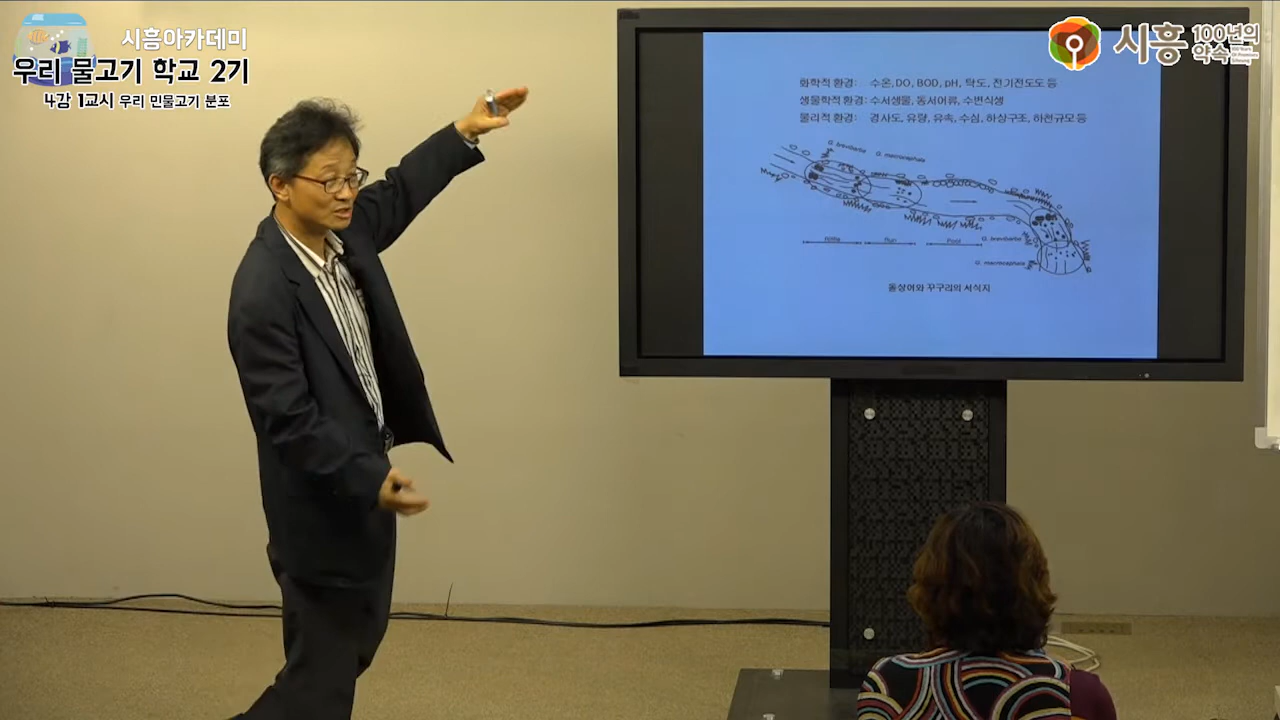 시흥아카데미
우리 물고기 학교 2기
4강 1교시 우리 민물고기 분포
시흥 100년의 약속
화학적 환경: 수온, DO, BOD, pH, 탁도, 전기전도도 등
생물학적 환경: 수서생물, 동서어류, 수변식생
물리적 환경: 경사도, 유량, 유속, 수심, 하상구조, 하천규모 등
G. brevibarba
G. macrocephala
Riffle
Run
Pool
G. brevibarba
G. macrocephala
돌상어와 꾸구리의 서식지